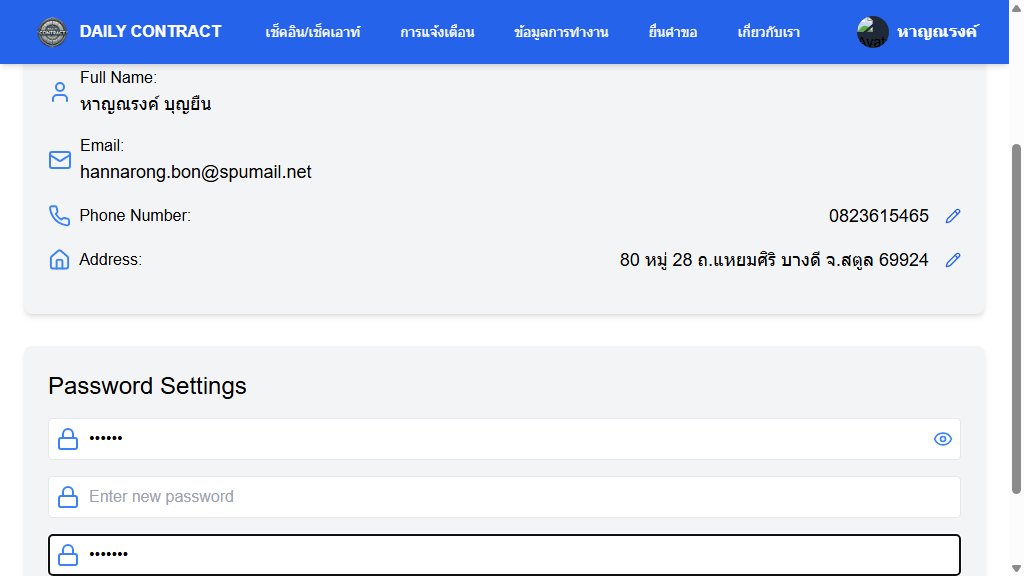 DAILY CONTRACT เช็คอิน/เช็คเอาท์ การแจ้งเตือน ข้อมูลการทำงาน ยื่นคำขอ เกี่ยวกับเรา หาญณรงค์
Full Name:
หาญณรงค์ บุญยืน
Email:
hannarong.bon@spumail.net
Phone Number: 0823615465
Address: 80 หมู่ 28 ถ.แหยมศิริ บางดี จ.สตูล 69924
Password Settings
••••••
Enter new password
•••••••